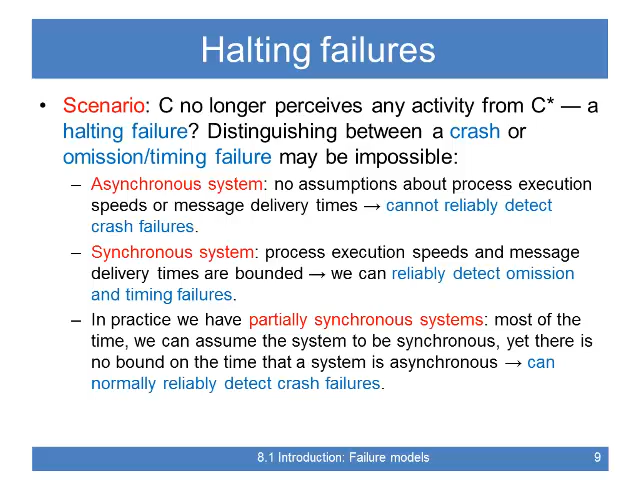 Halting failures
• Scenario: C no longer perceives any activity from C* — a
halting failure? Distinguishing between a crash or
omission/timing failure may be impossible:
– Asynchronous system: no assumptions about process execution
speeds or message delivery times → cannot reliably detect
crash failures.
– Synchronous system: process execution speeds and message
delivery times are bounded → we can reliably detect omission
and timing failures.
– In practice we have partially synchronous systems: most of the
time, we can assume the system to be synchronous, yet there is
no bound on the time that a system is asynchronous → can
normally reliably detect crash failures.
8.1 Introduction: Failure models
9